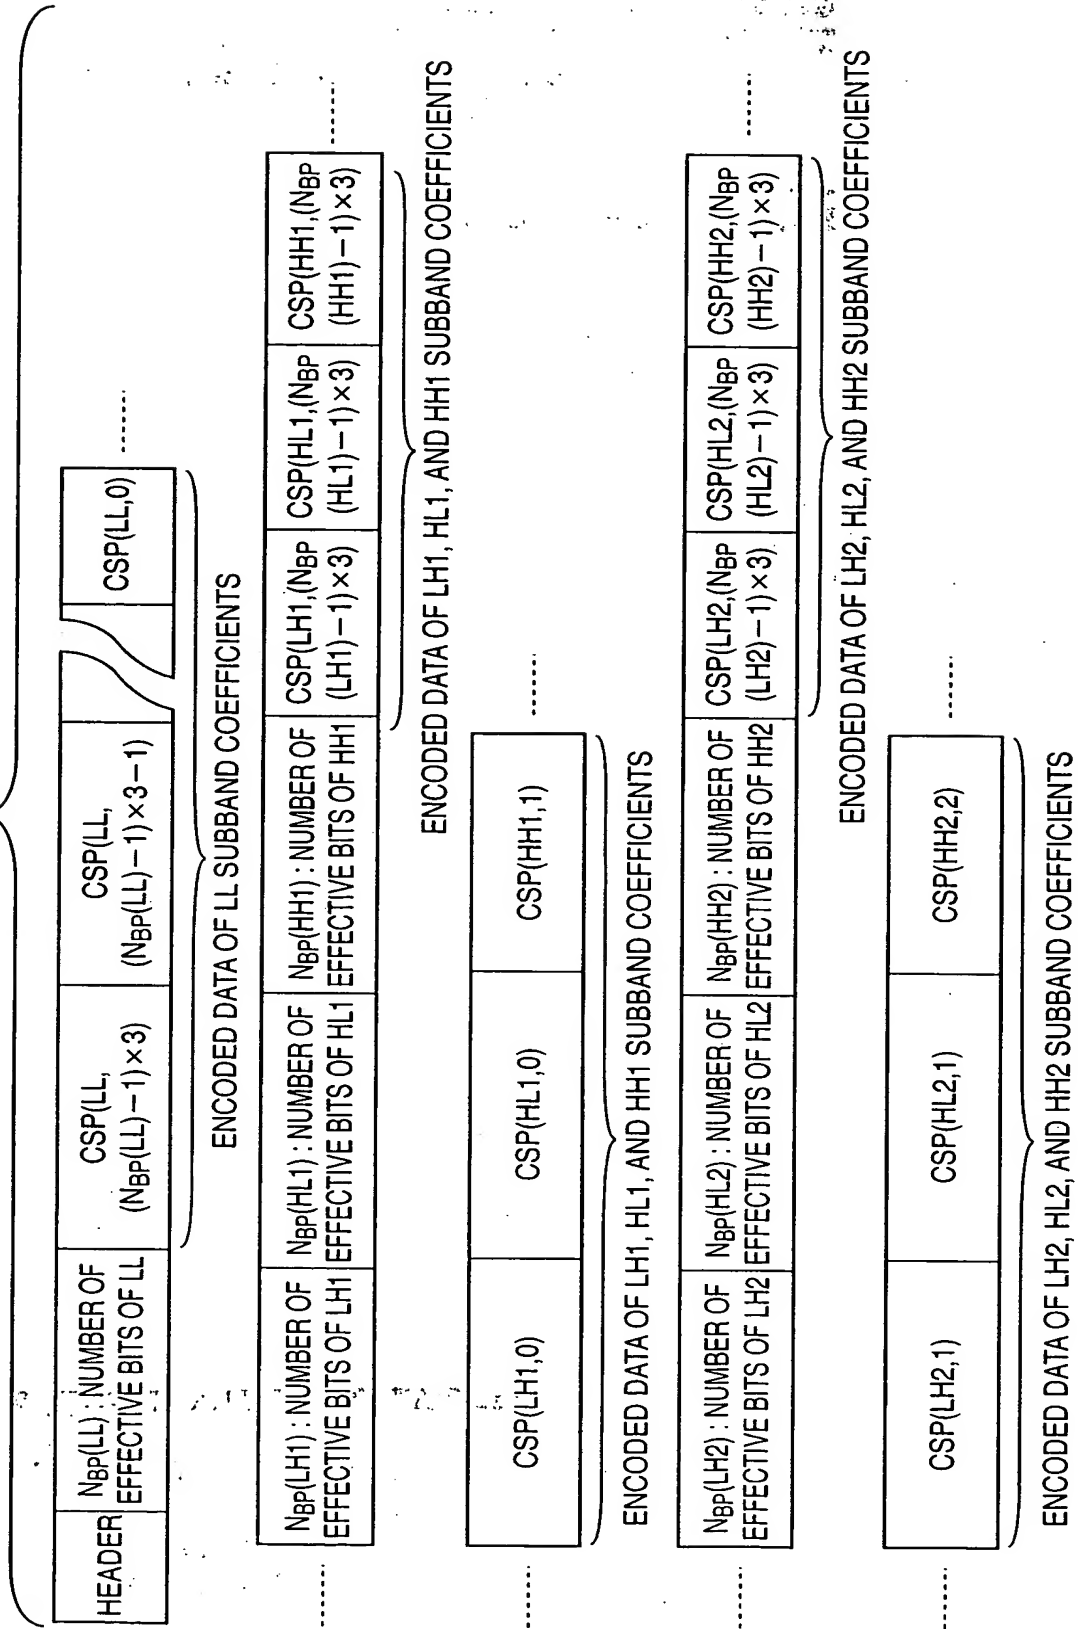 HEADER
NBP(LL) : NUMBER OF
EFFECTIVE BITS OF LL
CSP(LL,
(NBP(LL)−1)×3)
CSP(LL,
(NBP(LL)−1)×3−1)
CSP(LL,0)
ENCODED DATA OF LL SUBBAND COEFFICIENTS
NBP(LH1) : NUMBER OF
EFFECTIVE BITS OF LH1
NBP(HL1) : NUMBER OF
EFFECTIVE BITS OF HL1
NBP(HH1) : NUMBER OF
EFFECTIVE BITS OF HH1
CSP(LH1,(NBP
(LH1)−1)×3)
CSP(HL1,(NBP
(HL1)−1)×3)
CSP(HH1,(NBP
(HH1)−1)×3)
ENCODED DATA OF LH1, HL1, AND HH1 SUBBAND COEFFICIENTS
CSP(LH1,0)
CSP(HL1,0)
CSP(HH1,1)
ENCODED DATA OF LH1, HL1, AND HH1 SUBBAND COEFFICIENTS
NBP(LH2) : NUMBER OF
EFFECTIVE BITS OF LH2
NBP(HL2) : NUMBER OF
EFFECTIVE BITS OF HL2
NBP(HH2) : NUMBER OF
EFFECTIVE BITS OF HH2
CSP(LH2,(NBP
(LH2)−1)×3)
CSP(HL2,(NBP
(HL2)−1)×3)
CSP(HH2,(NBP
(HH2)−1)×3)
ENCODED DATA OF LH2, HL2, AND HH2 SUBBAND COEFFICIENTS
CSP(LH2,1)
CSP(HL2,1)
CSP(HH2,2)
ENCODED DATA OF LH2, HL2, AND HH2 SUBBAND COEFFICIENTS